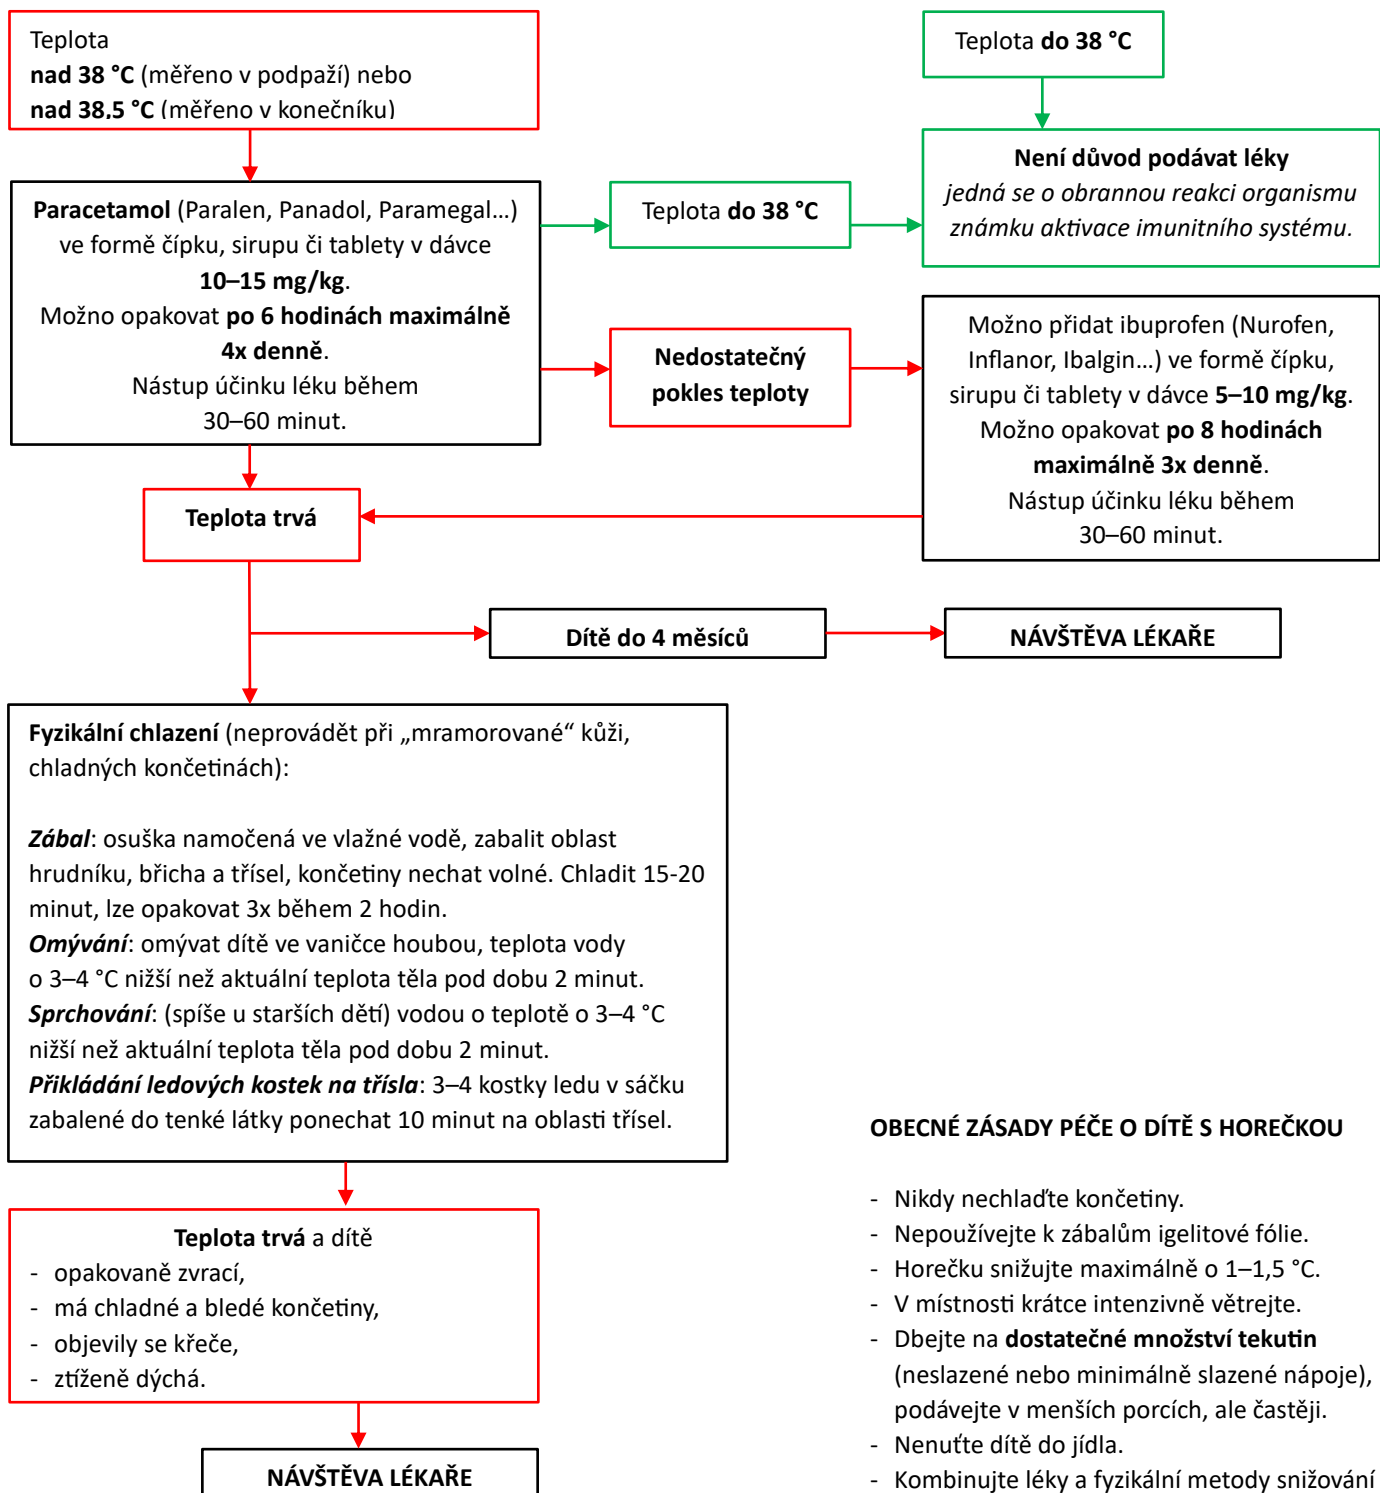 Teplota
nad 38 °C (měřeno v podpaží) nebo
nad 38,5 °C (měřeno v konečníku)
Teplota do 38 °C
Není důvod podávat léky
jedná se o obrannou reakci organismu
známku aktivace imunitního systému.
Paracetamol (Paralen, Panadol, Paramegal…)
ve formě čípku, sirupu či tablety v dávce
10–15 mg/kg.
Možno opakovat po 6 hodinách maximálně
4x denně.
Nástup účinku léku během
30–60 minut.
Teplota do 38 °C
Nedostatečný
pokles teploty
Možno přidat ibuprofen (Nurofen,
Inflanor, Ibalgin…) ve formě čípku,
sirupu či tablety v dávce 5–10 mg/kg.
Možno opakovat po 8 hodinách
maximálně 3x denně.
Nástup účinku léku během
30–60 minut.
Teplota trvá
Dítě do 4 měsíců
NÁVŠTĚVA LÉKAŘE
Fyzikální chlazení (neprovádět při „mramorované“ kůži,
chladných končetinách):
Zábal: osuška namočená ve vlažné vodě, zabalit oblast
hrudníku, břicha a třísel, končetiny nechat volné. Chladit 15-20
minut, lze opakovat 3x během 2 hodin.
Omývání: omývat dítě ve vaničce houbou, teplota vody
o 3–4 °C nižší než aktuální teplota těla pod dobu 2 minut.
Sprchování: (spíše u starších dětí) vodou o teplotě o 3–4 °C
nižší než aktuální teplota těla pod dobu 2 minut.
Přikládání ledových kostek na třísla: 3–4 kostky ledu v sáčku
zabalené do tenké látky ponechat 10 minut na oblasti třísel.
Teplota trvá a dítě
- opakovaně zvrací,
- má chladné a bledé končetiny,
- objevily se křeče,
- ztíženě dýchá.
NÁVŠTĚVA LÉKAŘE
OBECNÉ ZÁSADY PÉČE O DÍTĚ S HOREČKOU
- Nikdy nechlaďte končetiny.
- Nepoužívejte k zábalům igelitové fólie.
- Horečku snižujte maximálně o 1–1,5 °C.
- V místnosti krátce intenzivně větrejte.
- Dbejte na dostatečné množství tekutin
(neslazené nebo minimálně slazené nápoje),
podávejte v menších porcích, ale častěji.
- Nenuťte dítě do jídla.
- Kombinujte léky a fyzikální metody snižování